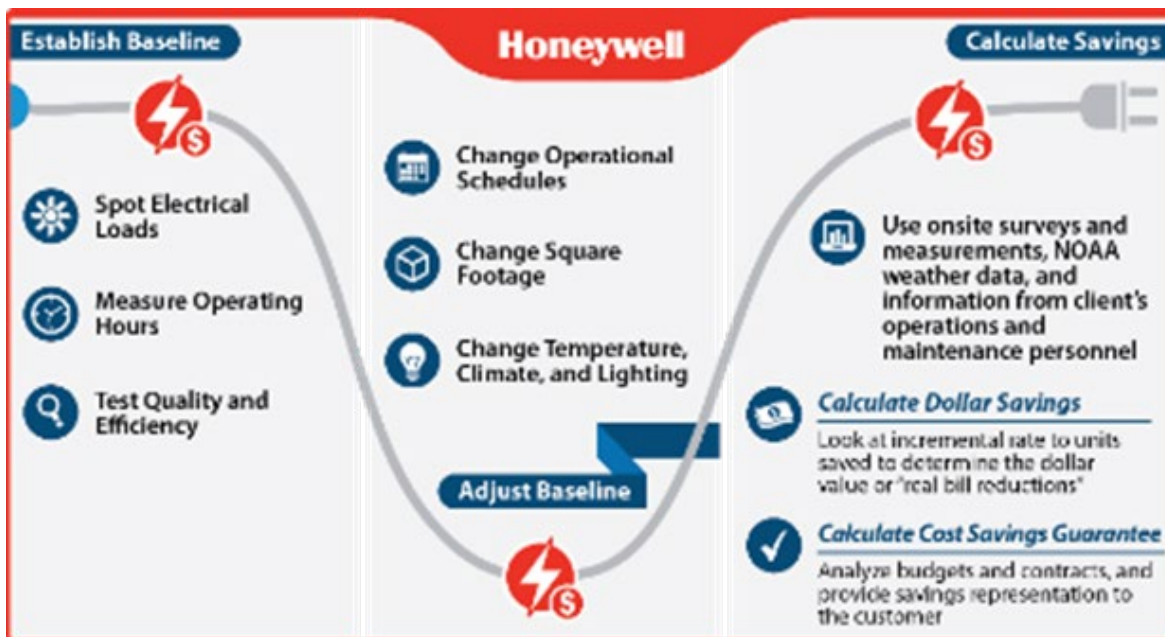 Establish Baseline
Honeywell
Calculate Savings
Spot Electrical
Loads
Measure Operating
Hours
Test Quality and
Efficiency
Change Operational
Schedules
Change Square
Footage
Change Temperature,
Climate, and Lighting
Adjust Baseline
Use onsite surveys and
measurements, NOAA
weather data, and
information from client's
operations and
maintenance personnel
Calculate Dollar Savings
Look at incremental rate to units
saved to determine the dollar
value or "real bill reductions"
Calculate Cost Savings Guarantee
Analyze budgets and contracts, and
provide savings representation to
the customer